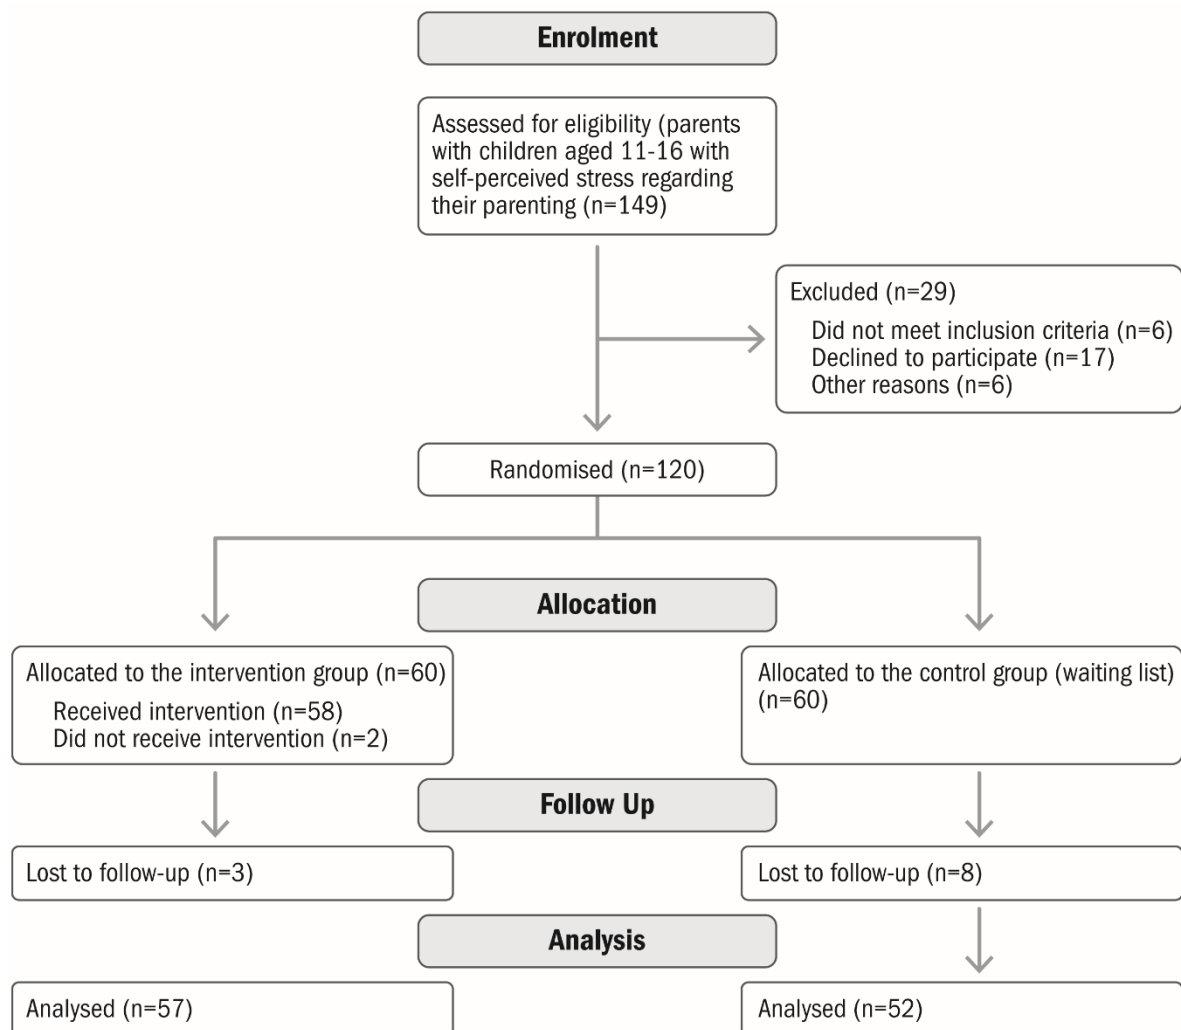 Enrolment
Assessed for eligibility (parents
with children aged 11-16 with
self-perceived stress regarding
their parenting (n=149)
Excluded (n=29)
Did not meet inclusion criteria (n=6)
Declined to participate (n=17)
Other reasons (n=6)
Randomised (n=120)
Allocation
Allocated to the intervention group (n=60)
Received intervention (n=58)
Did not receive intervention (n=2)
Allocated to the control group (waiting list)
(n=60)
Follow Up
Lost to follow-up (n=3)
Lost to follow-up (n=8)
Analysis
Analysed (n=57)
Analysed (n=52)